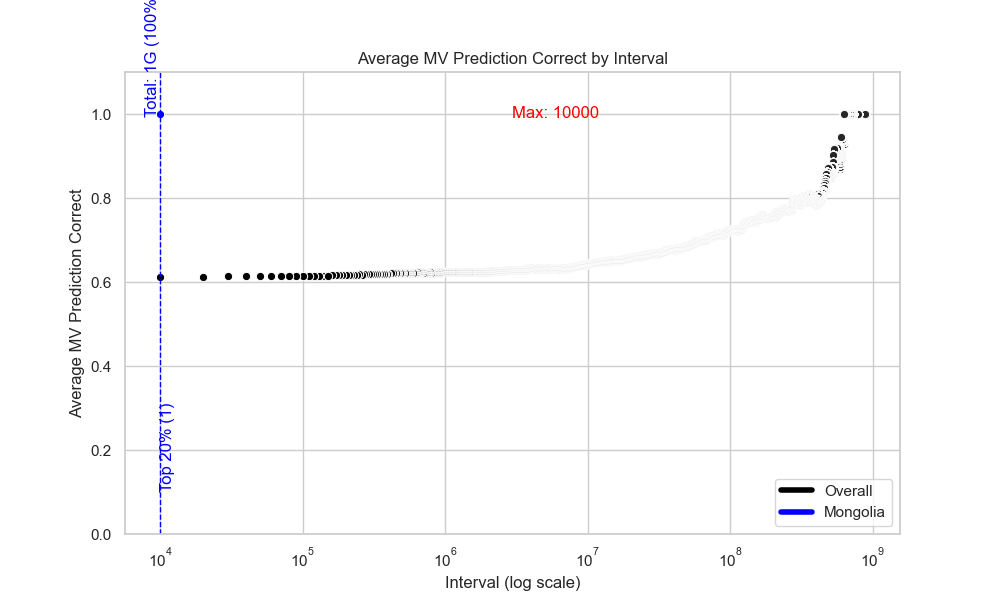 Average MV Prediction Correct by Interval
Total: 1G (100%
Max: 10000
Top 20% (1)
Average MV Prediction Correct
1.0
0.8
0.6
0.4
0.2
0.0
10^4
10^5
10^6
10^7
10^8
10^9
Interval (log scale)
Overall
Mongolia